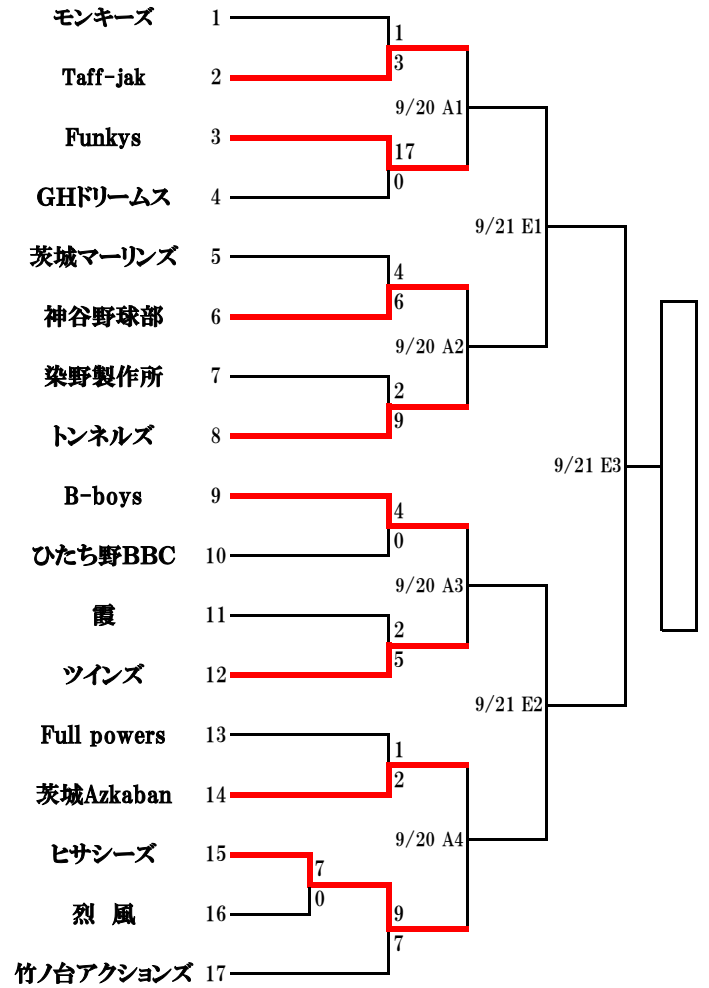 モンキーズ 1
1
Taff-jak 2
3
9/20 A1
Funkys 3
17
0
GHドリームス 4
9/21 E1
茨城マーリンズ 5
4
6
神谷野球部 6
9/20 A2
染野製作所 7
2
9
トンネルズ 8
9/21 E3
B-boys 9
4
0
ひたち野BBC 10
9/20 A3
霞 11
2
5
ツインズ 12
9/21 E2
Full powers 13
1
2
茨城Azkaban 14
9/20 A4
ヒサシーズ 15
7
0
烈 風 16
9
7
竹ノ台アクションズ 17